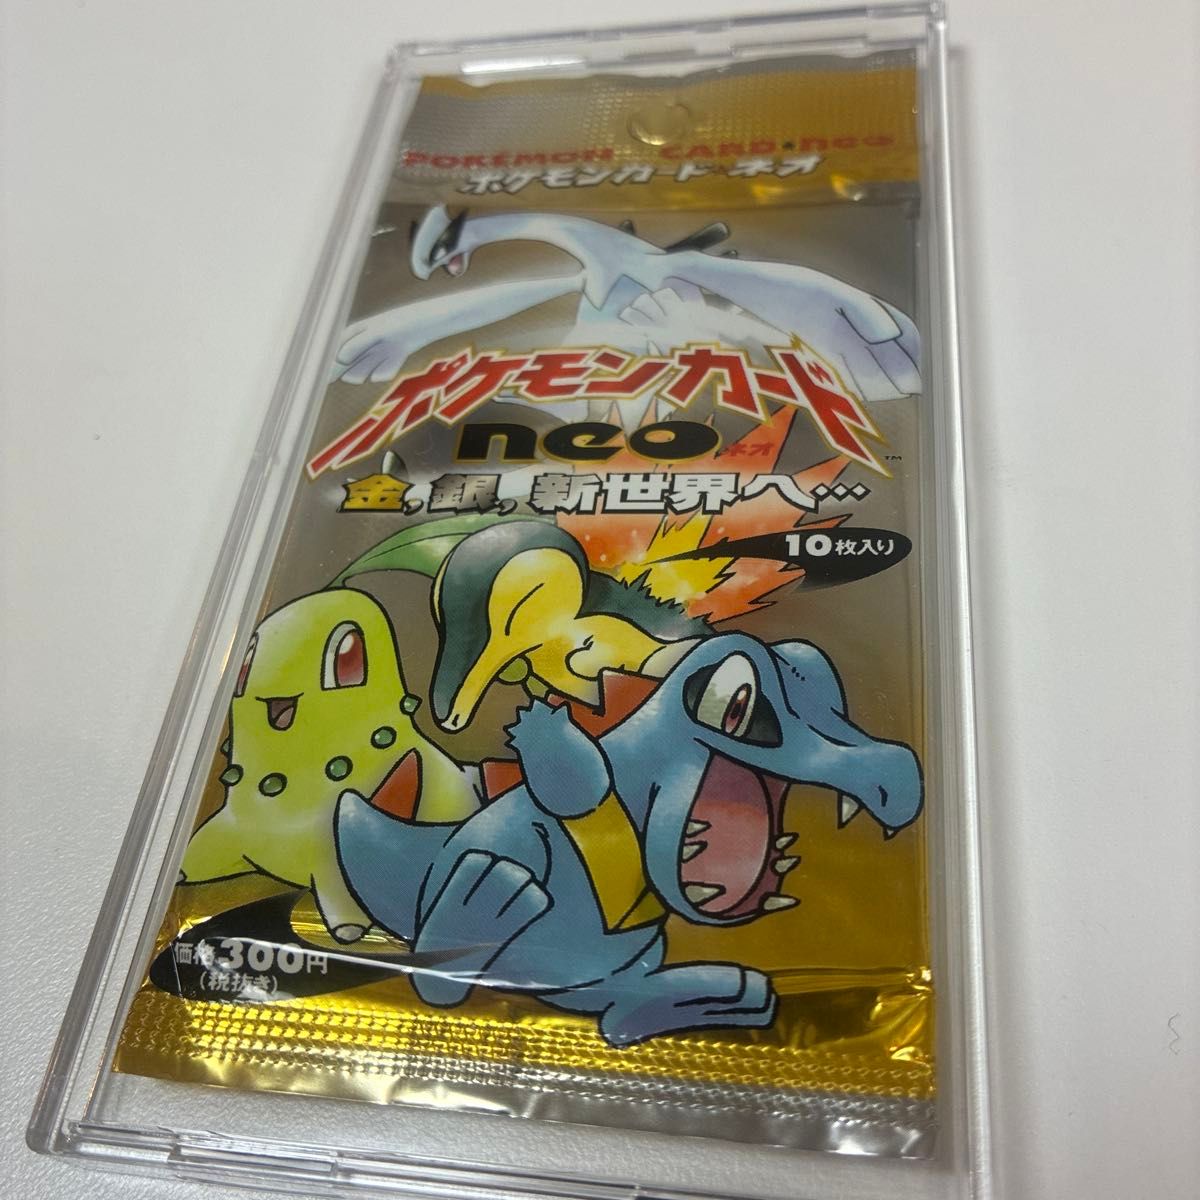 POKÉMON CARD★neo
ポケモンカード★ネオ
ポケモンカード
neo ネオ
™
金、銀、新世界へ…
10枚入り
価格300円
(税抜き)